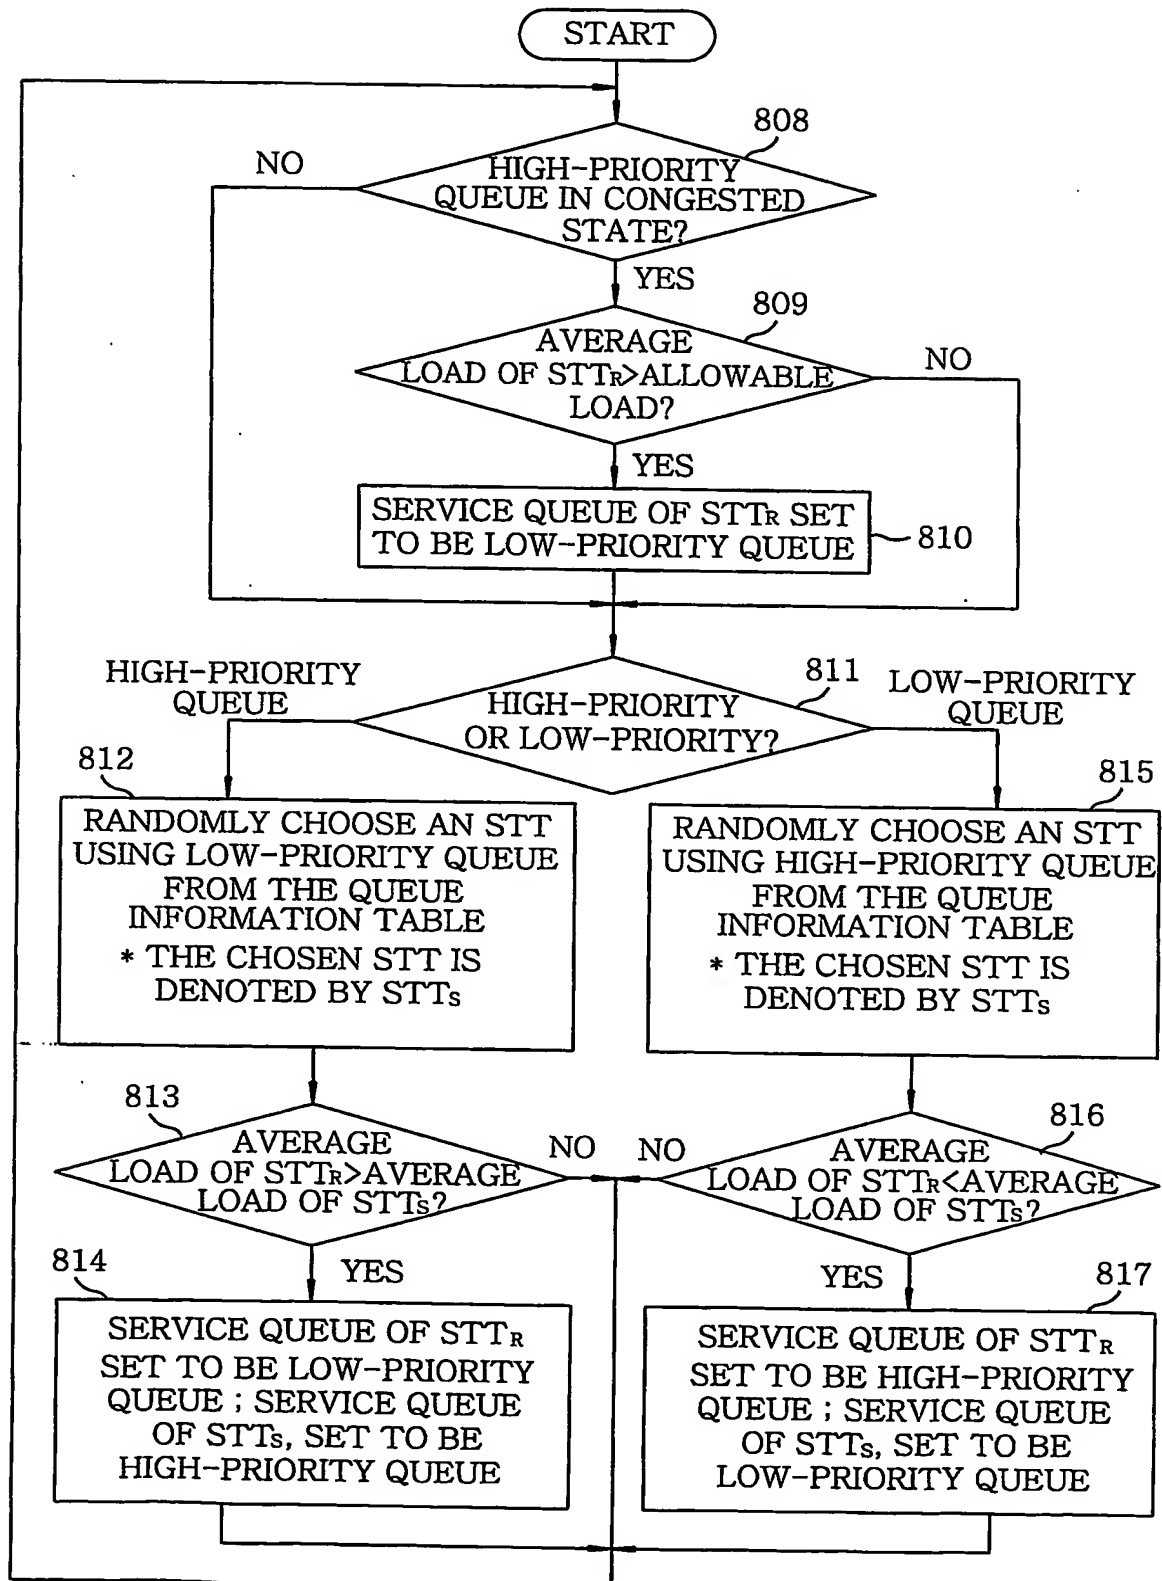 START
808
NO
HIGH-PRIORITY
QUEUE IN CONGESTED
STATE?
YES
809
AVERAGE
LOAD OF STTR>ALLOWABLE
LOAD?
NO
YES
SERVICE QUEUE OF STTR SET
TO BE LOW-PRIORITY QUEUE
810
HIGH-PRIORITY
QUEUE
811
LOW-PRIORITY
QUEUE
HIGH-PRIORITY
OR LOW-PRIORITY?
812
RANDOMLY CHOOSE AN STT
USING LOW-PRIORITY QUEUE
FROM THE QUEUE
INFORMATION TABLE
* THE CHOSEN STT IS
DENOTED BY STTs
815
RANDOMLY CHOOSE AN STT
USING HIGH-PRIORITY QUEUE
FROM THE QUEUE
INFORMATION TABLE
* THE CHOSEN STT IS
DENOTED BY STTs
813
AVERAGE
LOAD OF STTR>AVERAGE
LOAD OF STTs?
NO
NO
816
AVERAGE
LOAD OF STTR<AVERAGE
LOAD OF STTs?
YES
YES
814
SERVICE QUEUE OF STTR
SET TO BE LOW-PRIORITY
QUEUE ; SERVICE QUEUE
OF STTs, SET TO BE
HIGH-PRIORITY QUEUE
817
SERVICE QUEUE OF STTR
SET TO BE HIGH-PRIORITY
QUEUE ; SERVICE QUEUE
OF STTs, SET TO BE
LOW-PRIORITY QUEUE